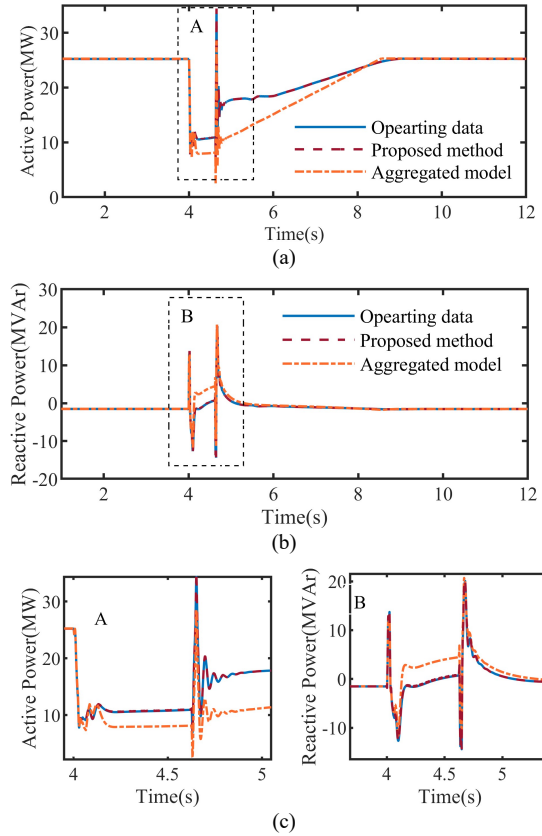 A
Active Power(MW)
30
20
10
0
Opearting data
Proposed method
Aggregated model
2 4 6 8 10 12
Time(s)
(a)
B
Reactive Power(MVAr)
30
20
10
0
-10
-20
Opearting data
Proposed method
Aggregated model
2 4 6 8 10 12
Time(s)
(b)
A
Active Power(MW)
30
20
10
4 4.5 5
Time(s)
B
Reactive Power(MVAr)
20
10
0
-10
4 4.5 5
Time(s)
(c)